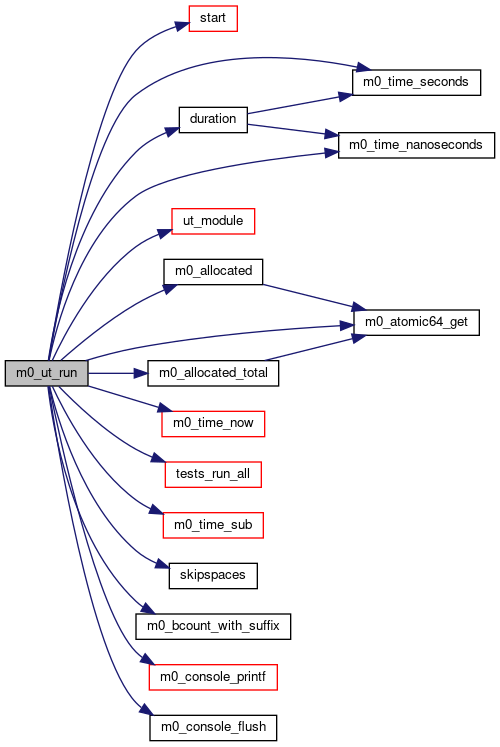 start
m0_time_seconds
duration
m0_time_nanoseconds
ut_module
m0_allocated
m0_atomic64_get
m0_ut_run
m0_allocated_total
m0_time_now
tests_run_all
m0_time_sub
skipspaces
m0_bcount_with_suffix
m0_console_printf
m0_console_flush